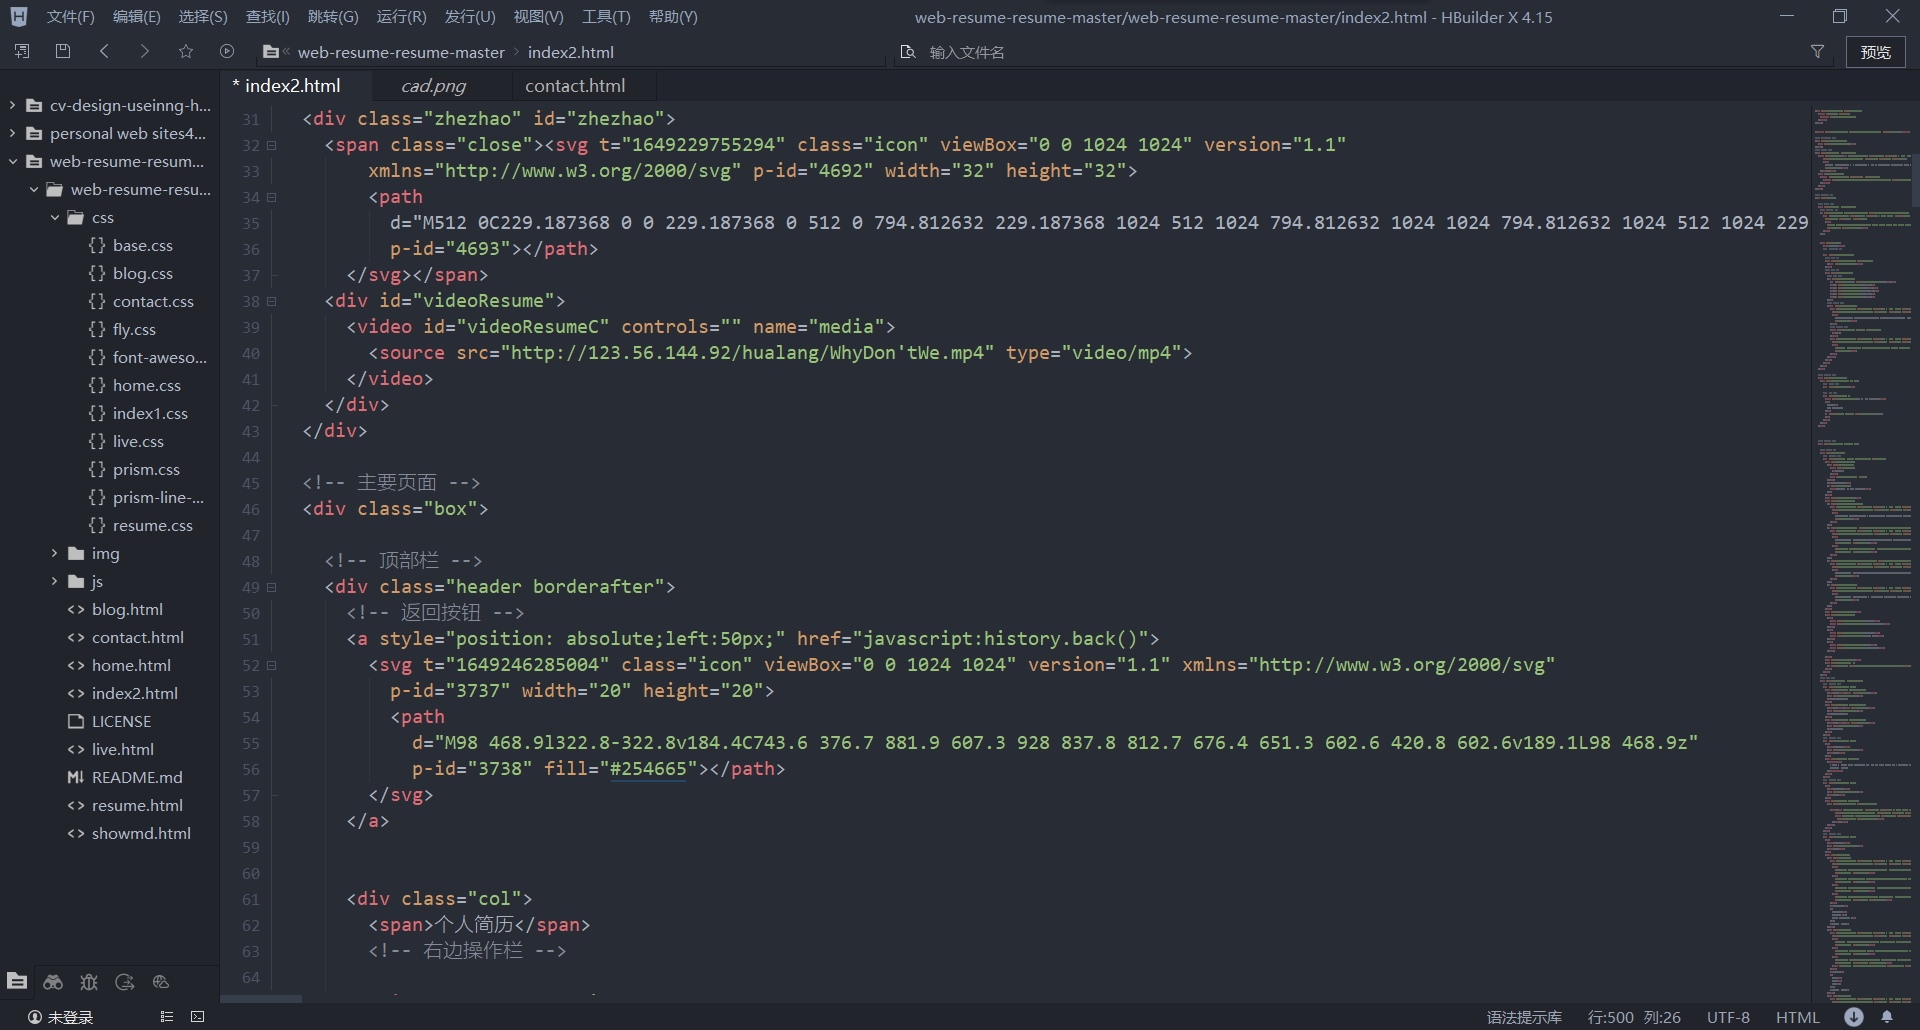 文件(F) 编辑(E) 选择(S) 查找(I) 跳转(G) 运行(R) 发行(U) 视图(V) 工具(T) 帮助(Y)
web-resume-resume-master/web-resume-resume-master/index2.html - HBuilder X 4.15
web-resume-resume-master index2.html
输入文件名
预览
* index2.html cad.png contact.html
cv-design-useinng-h...
personal web sites4...
web-resume-resum...
web-resume-resu...
css
base.css
blog.css
contact.css
fly.css
font-aweso...
home.css
index1.css
live.css
prism.css
prism-line-...
resume.css
img
js
blog.html
contact.html
home.html
index2.html
LICENSE
live.html
README.md
resume.html
showmd.html
31 <div class="zhezhao" id="zhezhao">
32 <span class="close"><svg t="1649229755294" class="icon" viewBox="0 0 1024 1024" version="1.1"
33 xmlns="http://www.w3.org/2000/svg" p-id="4692" width="32" height="32">
34 <path
35 d="M512 0C229.187368 0 0 229.187368 0 512 0 794.812632 229.187368 1024 512 1024 794.812632 1024 1024 794.812632 1024 512 1024 229
36 p-id="4693"></path>
37 </svg></span>
38 <div id="videoResume">
39 <video id="videoResumeC" controls="" name="media">
40 <source src="http://123.56.144.92/hualang/WhyDon'tWe.mp4" type="video/mp4">
41 </video>
42 </div>
43 </div>
44
45 <!-- 主要页面 -->
46 <div class="box">
47
48 <!-- 顶部栏 -->
49 <div class="header borderafter">
50 <!-- 返回按钮 -->
51 <a style="position: absolute;left:50px;" href="javascript:history.back()">
52 <svg t="1649246285004" class="icon" viewBox="0 0 1024 1024" version="1.1" xmlns="http://www.w3.org/2000/svg"
53 p-id="3737" width="20" height="20">
54 <path
55 d="M98 468.9l322.8-322.8v184.4C743.6 376.7 881.9 607.3 928 837.8 812.7 676.4 651.3 602.6 420.8 602.6v189.1L98 468.9z"
56 p-id="3738" fill="#254665"></path>
57 </svg>
58 </a>
59
60
61 <div class="col">
62 <span>个人简历</span>
63 <!-- 右边操作栏 -->
64
未登录
语法提示库 行:500 列:26 UTF-8 HTML